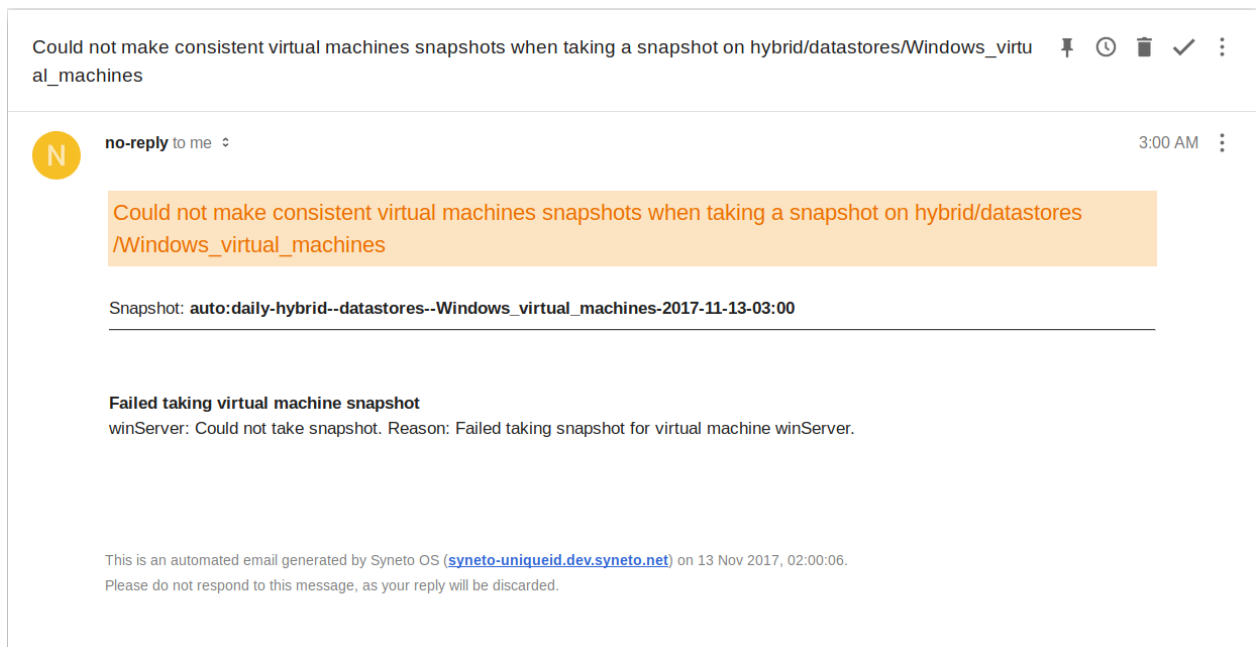 Could not make consistent virtual machines snapshots when taking a snapshot on hybrid/datastores/Windows_virtu
al_machines
N
no-reply to me
3:00 AM
Could not make consistent virtual machines snapshots when taking a snapshot on hybrid/datastores
/Windows_virtual_machines
Snapshot: auto:daily-hybrid--datastores--Windows_virtual_machines-2017-11-13-03:00
Failed taking virtual machine snapshot
winServer: Could not take snapshot. Reason: Failed taking snapshot for virtual machine winServer.
This is an automated email generated by Syneto OS (syneto-uniqueid.dev.syneto.net) on 13 Nov 2017, 02:00:06.
Please do not respond to this message, as your reply will be discarded.